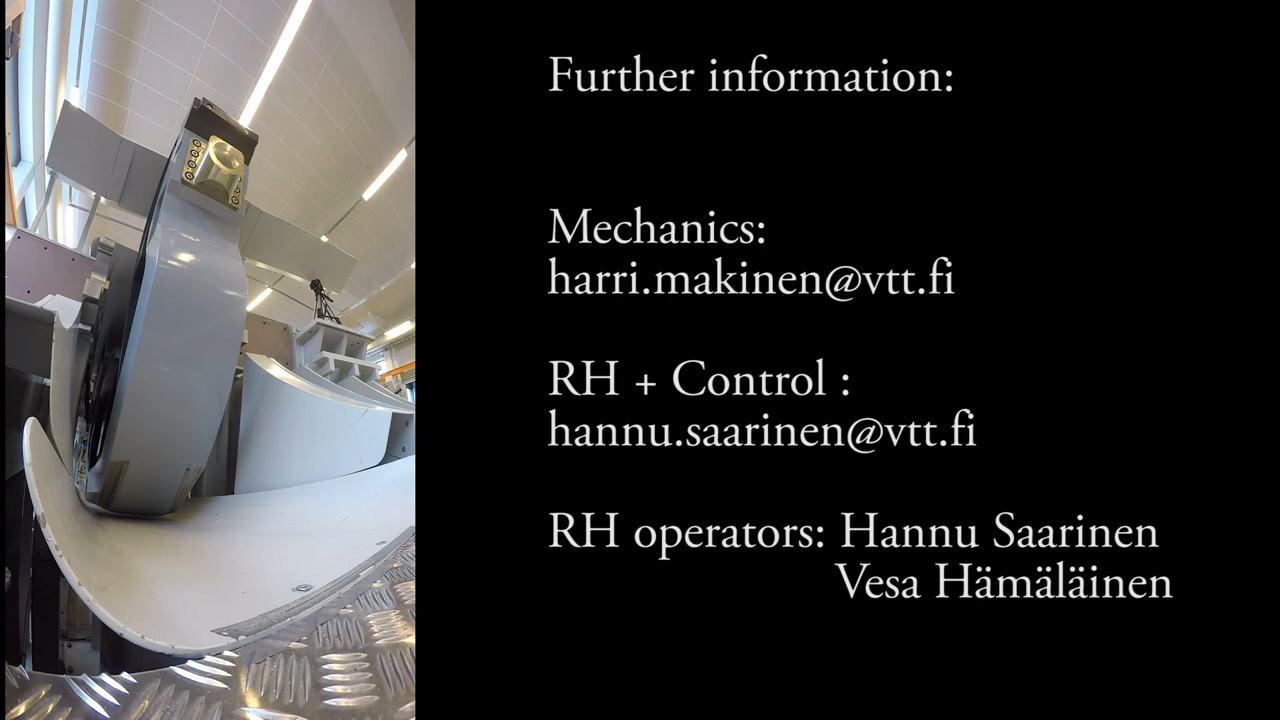 Further information:
Mechanics:
harri.makinen@vtt.fi
RH + Control :
hannu.saarinen@vtt.fi
RH operators: Hannu Saarinen
Vesa Hämäläinen